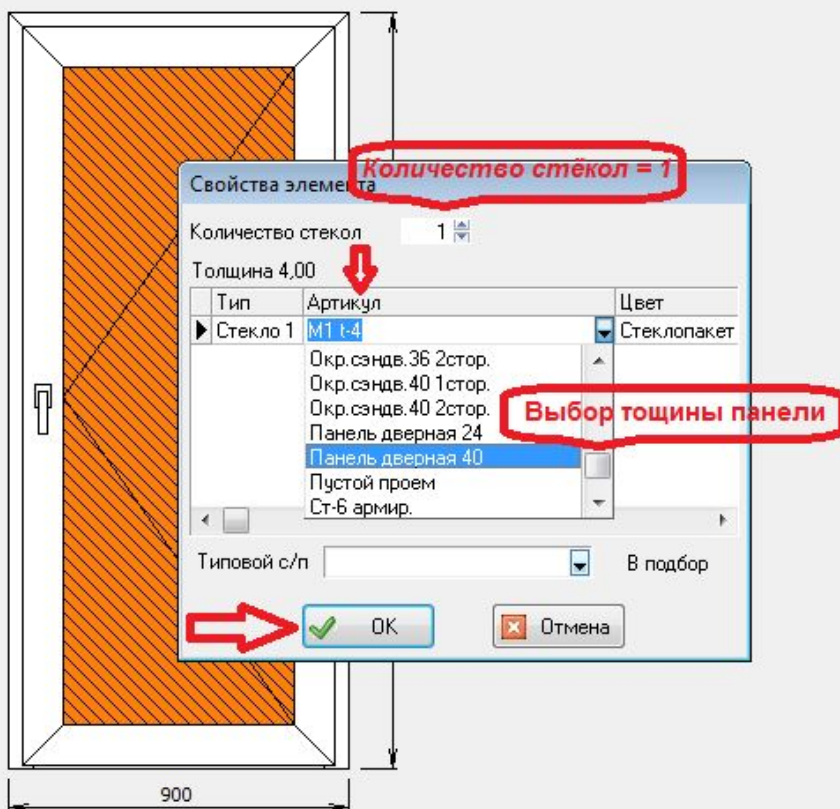 Количество стёкол = 1
Свойства элемента
Количество стекол 1
Толщина 4,00
Тип Артикул Цвет
Стекло 1 М1 t-4 Стеклопакет
Окр.сэндв.36 2стор.
Окр.сэндв.40 1стор.
Окр.сэндв.40 2стор.
Выбор тощины панели
Панель дверная 24
Панель дверная 40
Пустой проем
Ст-6 армир.
Типовой с/п В подбор
ОК Отмена
900